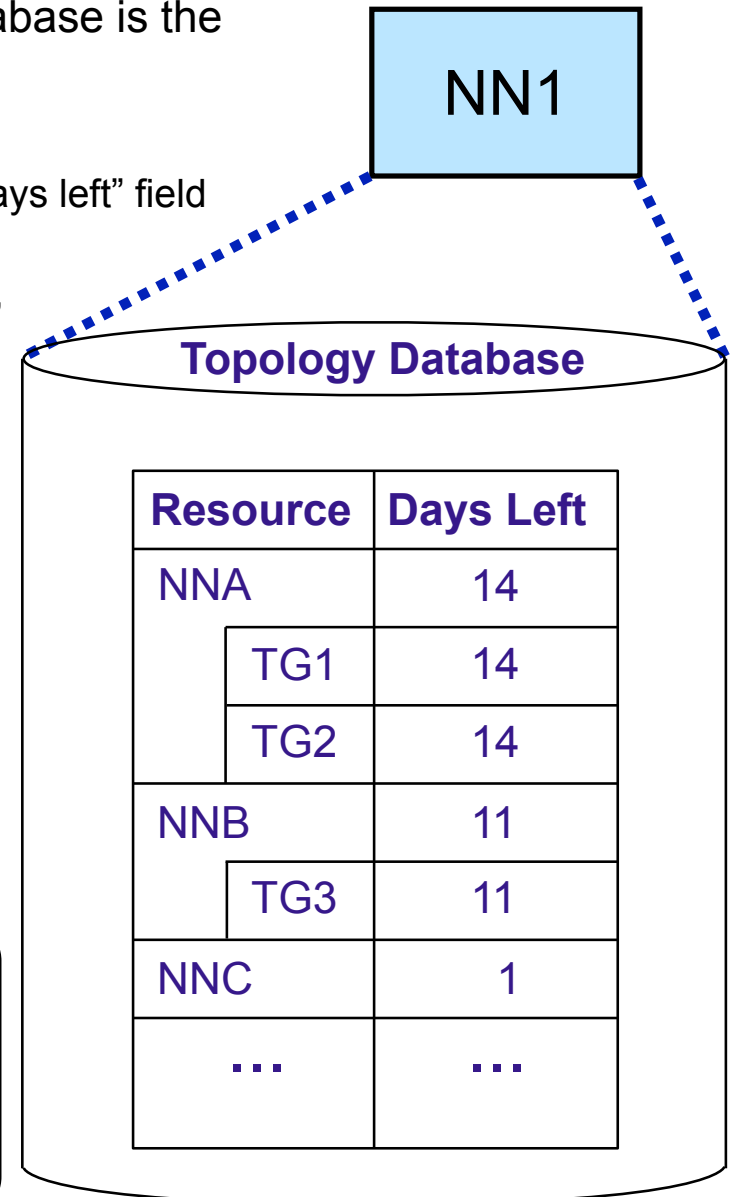 abase is the
NN1
ays left” field
Topology Database
Resource Days Left
NNA 14
TG1 14
TG2 14
NNB 11
TG3 11
NNC 1
... ...